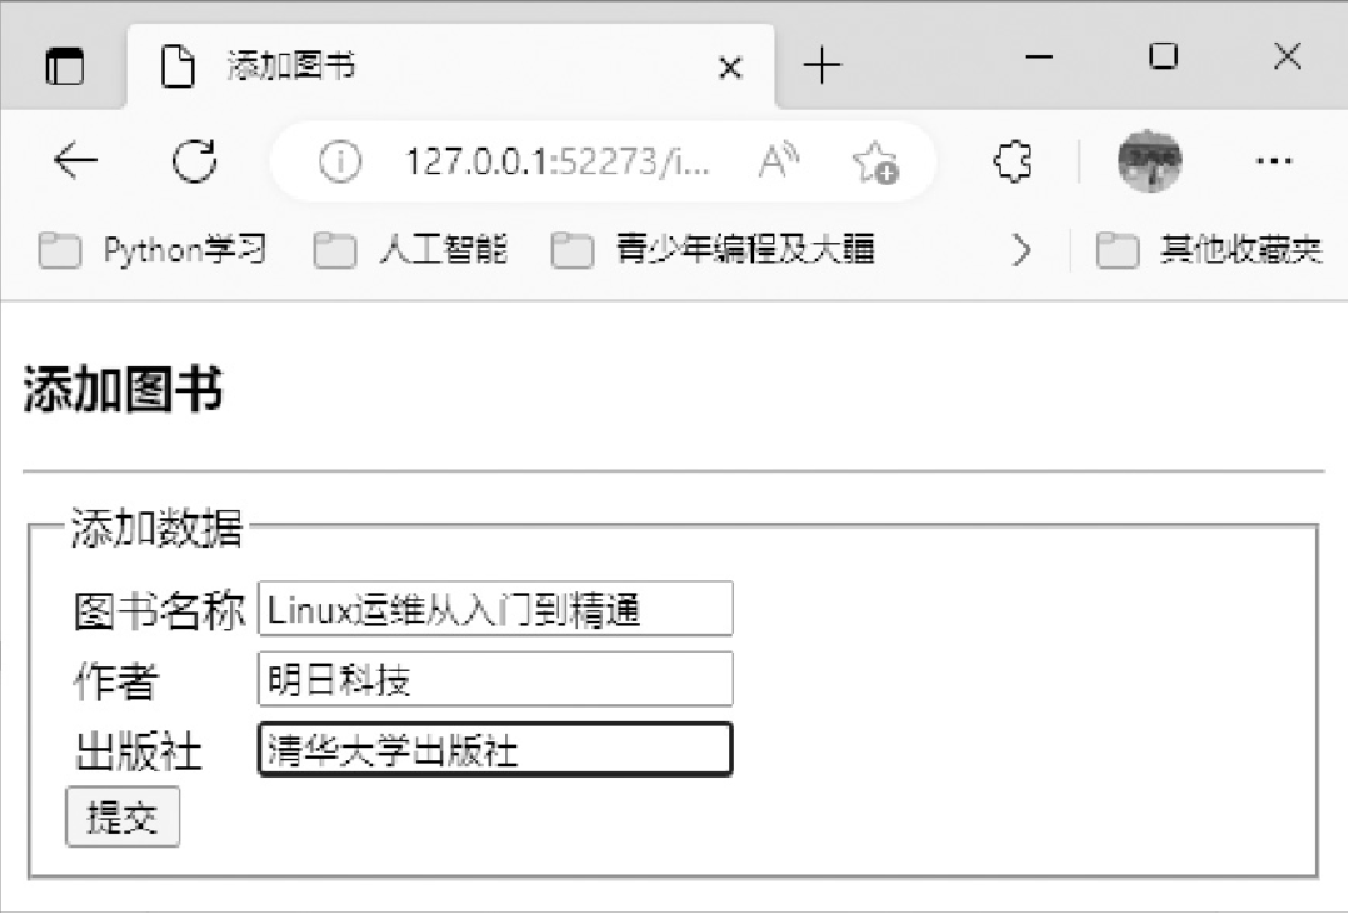 添加图书
127.0.0.1:52273/i...
Python学习 人工智能 青少年编程及大疆 其他收藏夹
添加图书
添加数据
图书名称 Linux运维从入门到精通
作者 明日科技
出版社 清华大学出版社
提交